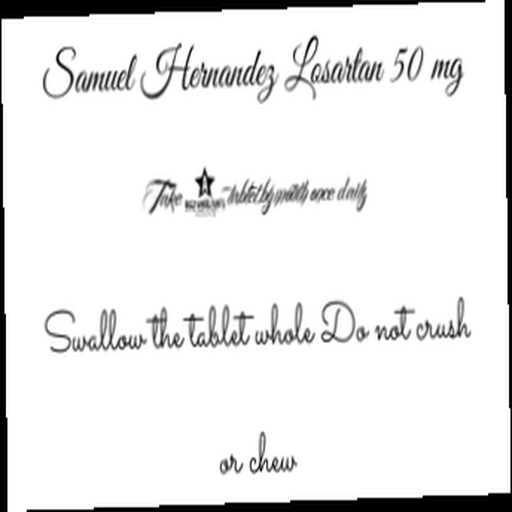 Samuel Hernandez Losartan 50 mg
Take tablet by mouth once daily
Swallow the tablet whole Do not crush
or chew